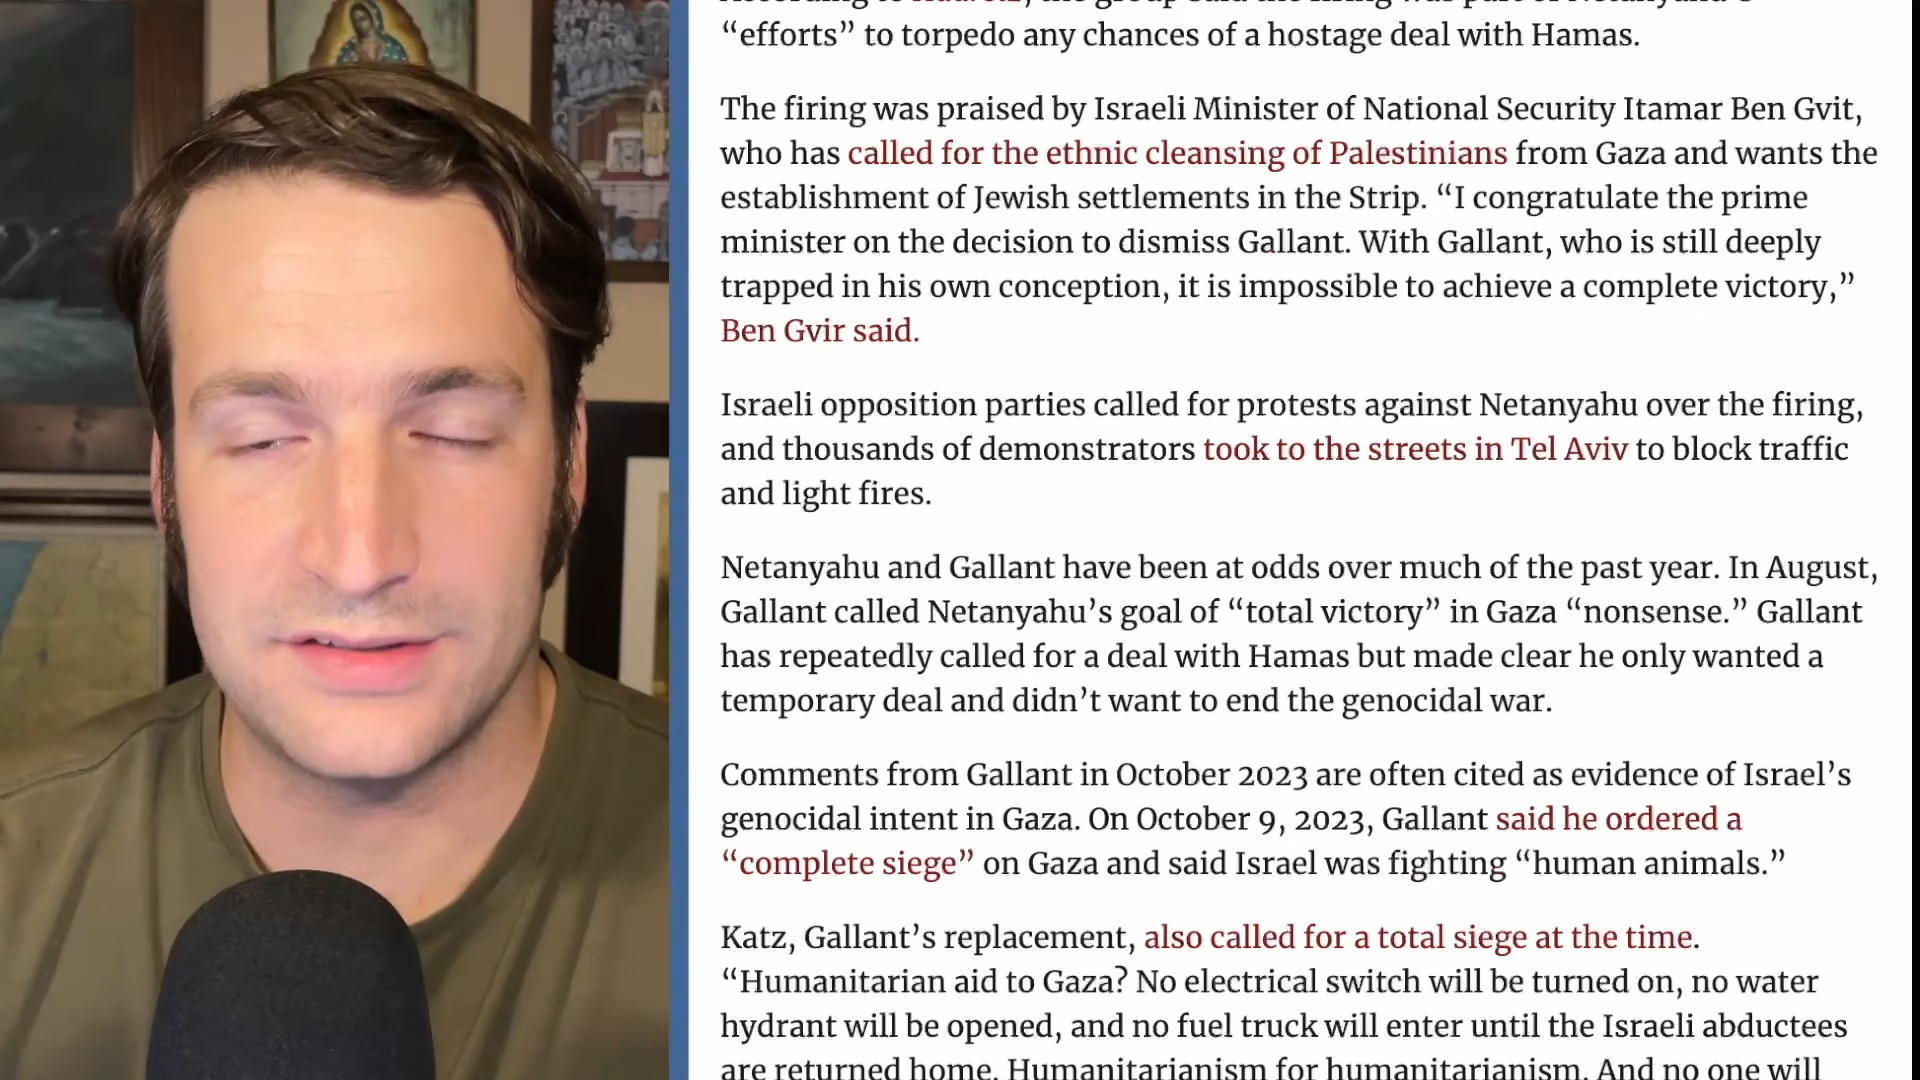 “efforts” to torpedo any chances of a hostage deal with Hamas.
The firing was praised by Israeli Minister of National Security Itamar Ben Gvit,
who has called for the ethnic cleansing of Palestinians from Gaza and wants the
establishment of Jewish settlements in the Strip. “I congratulate the prime
minister on the decision to dismiss Gallant. With Gallant, who is still deeply
trapped in his own conception, it is impossible to achieve a complete victory,”
Ben Gvir said.
Israeli opposition parties called for protests against Netanyahu over the firing,
and thousands of demonstrators took to the streets in Tel Aviv to block traffic
and light fires.
Netanyahu and Gallant have been at odds over much of the past year. In August,
Gallant called Netanyahu’s goal of “total victory” in Gaza “nonsense.” Gallant
has repeatedly called for a deal with Hamas but made clear he only wanted a
temporary deal and didn’t want to end the genocidal war.
Comments from Gallant in October 2023 are often cited as evidence of Israel’s
genocidal intent in Gaza. On October 9, 2023, Gallant said he ordered a
“complete siege” on Gaza and said Israel was fighting “human animals.”
Katz, Gallant’s replacement, also called for a total siege at the time.
“Humanitarian aid to Gaza? No electrical switch will be turned on, no water
hydrant will be opened, and no fuel truck will enter until the Israeli abductees
are returned home. Humanitarianism for humanitarianism. And no one will